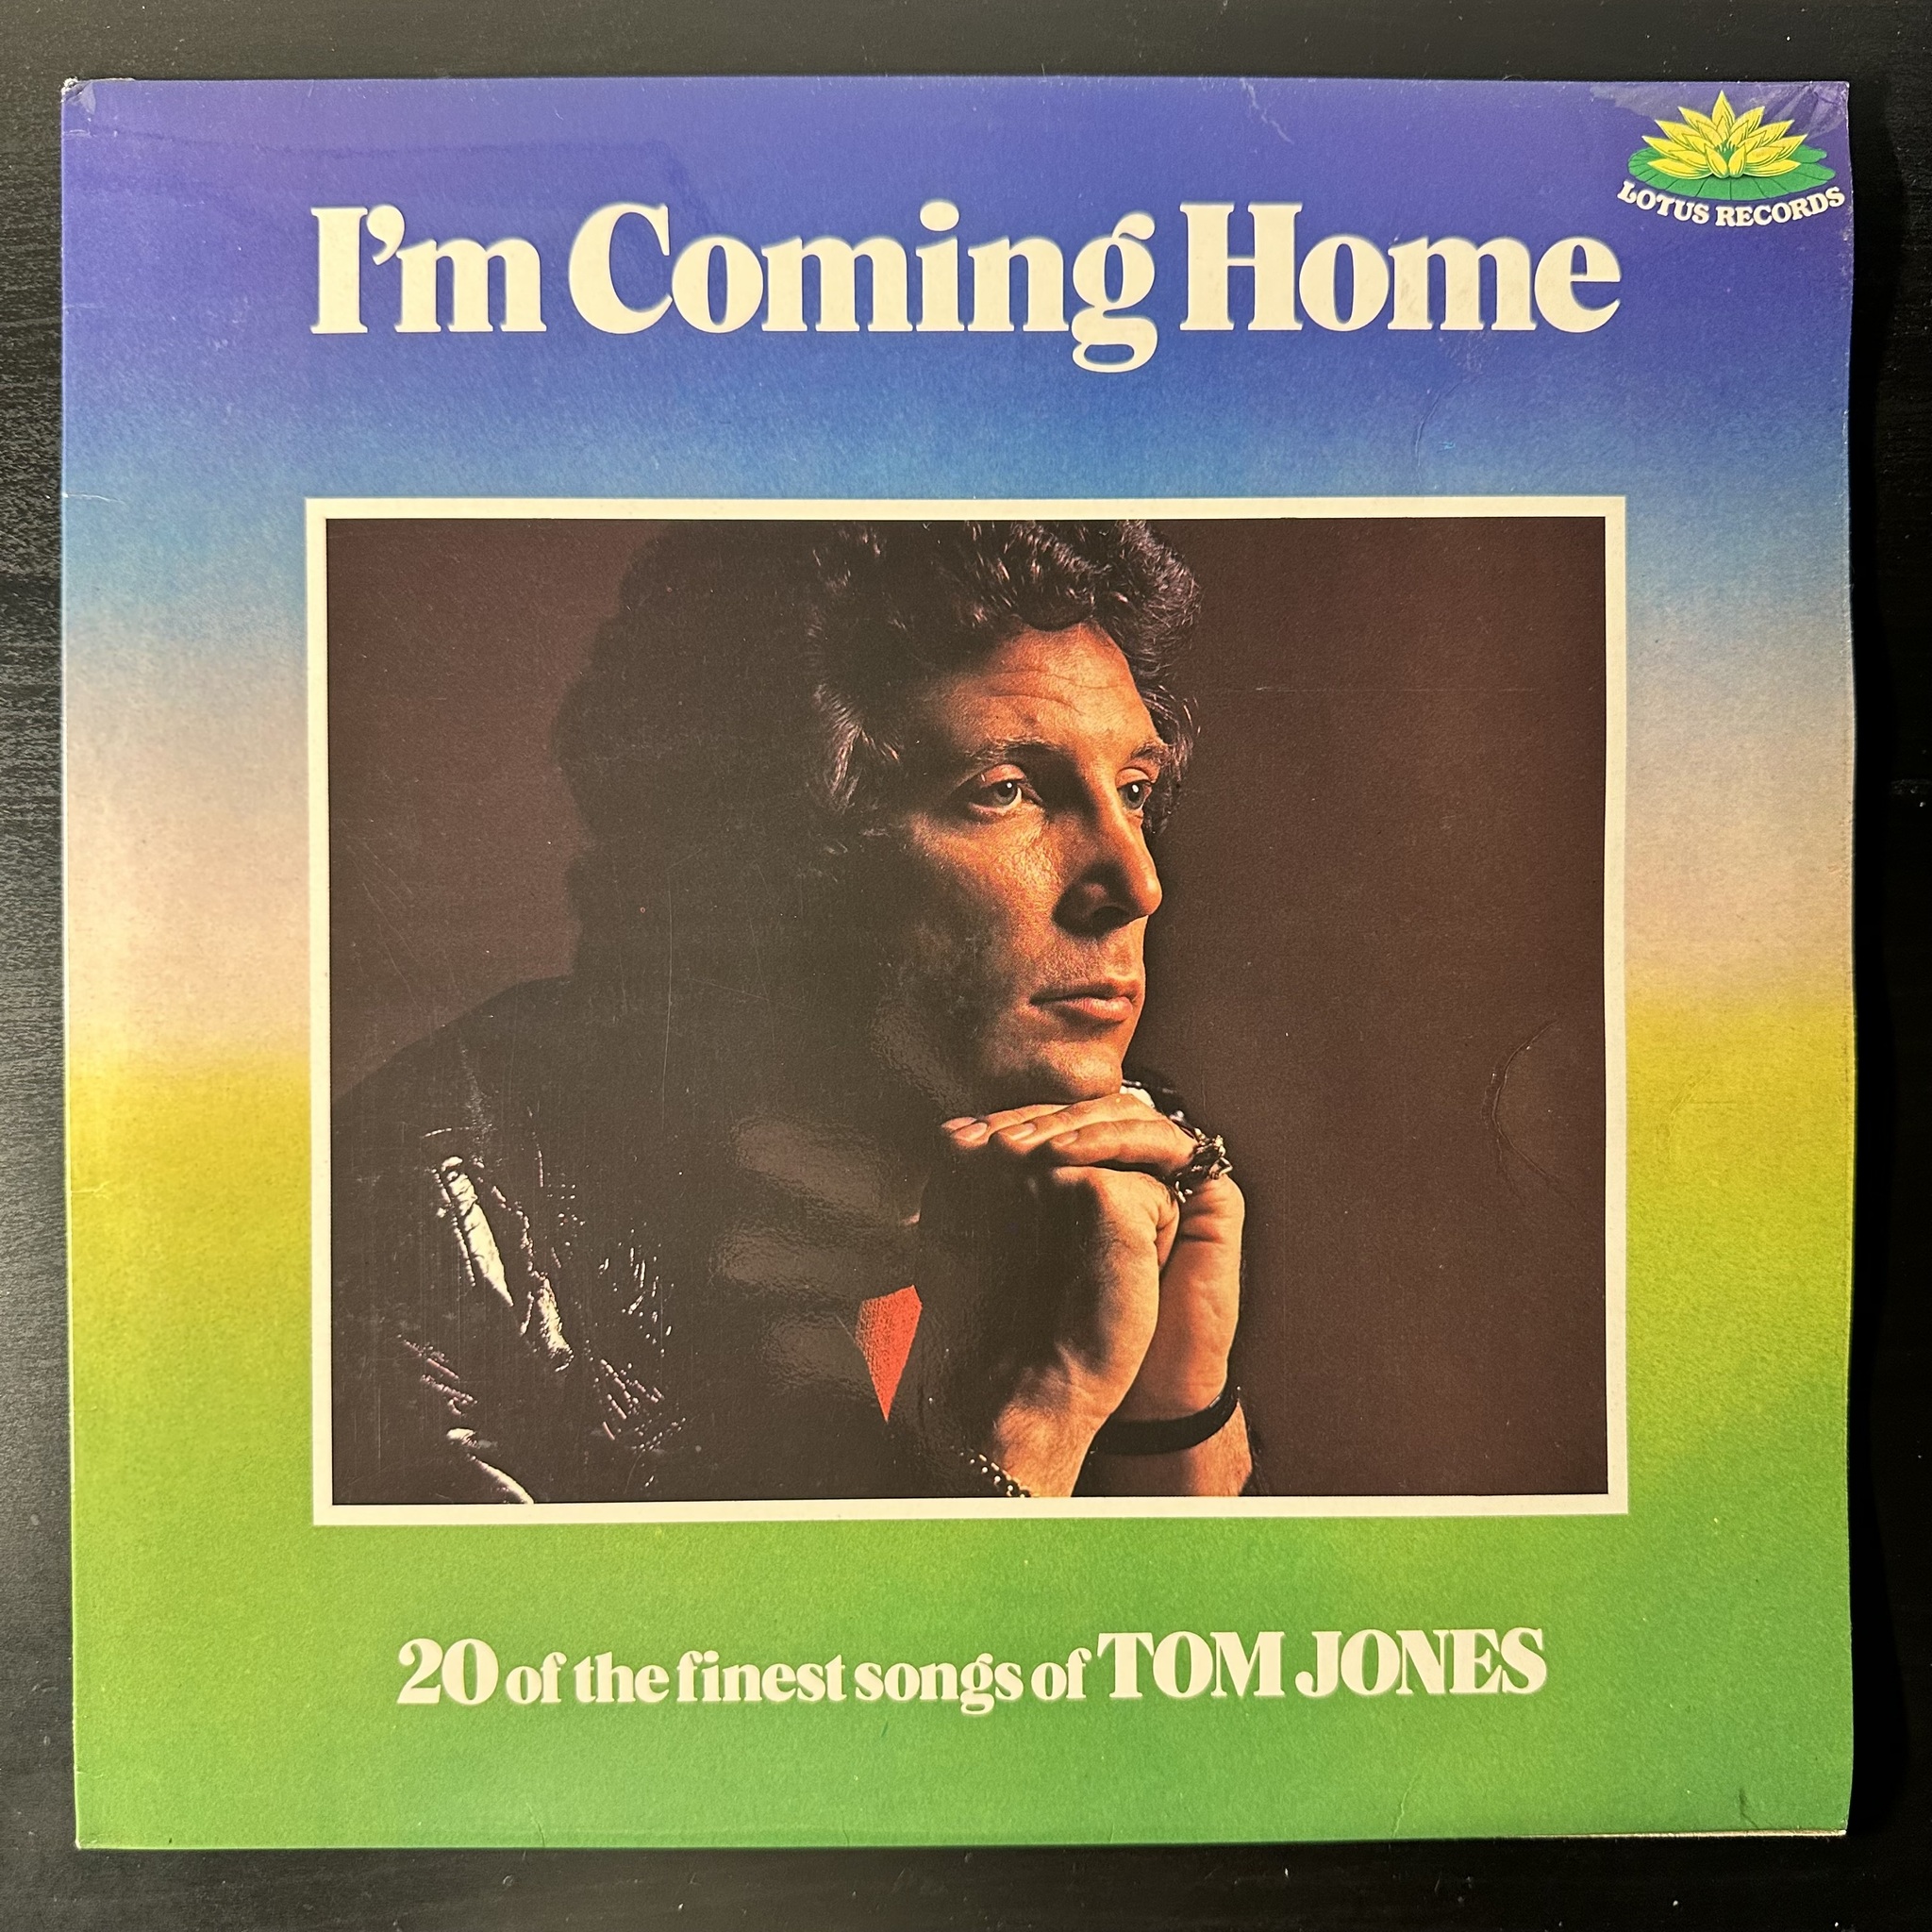 LOTUS RECORDS
I'm Coming Home
20 of the finest songs of TOM JONES